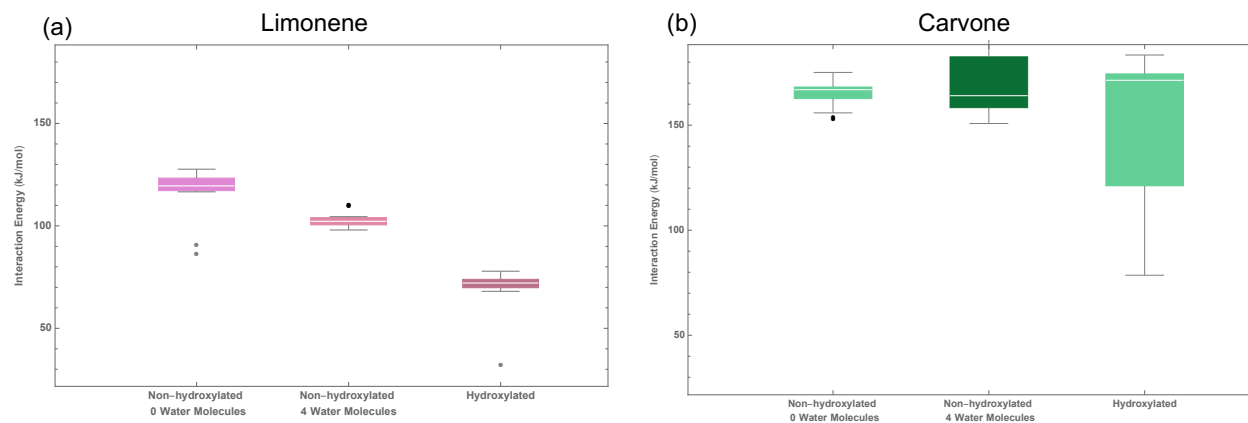 (a)
Limonene
Interaction Energy (kJ/mol)
150
100
50
Non-hydroxylated
0 Water Molecules
Non-hydroxylated
4 Water Molecules
Hydroxylated
(b)
Carvone
Interaction Energy (kJ/mol)
150
100
50
Non-hydroxylated
0 Water Molecules
Non-hydroxylated
4 Water Molecules
Hydroxylated